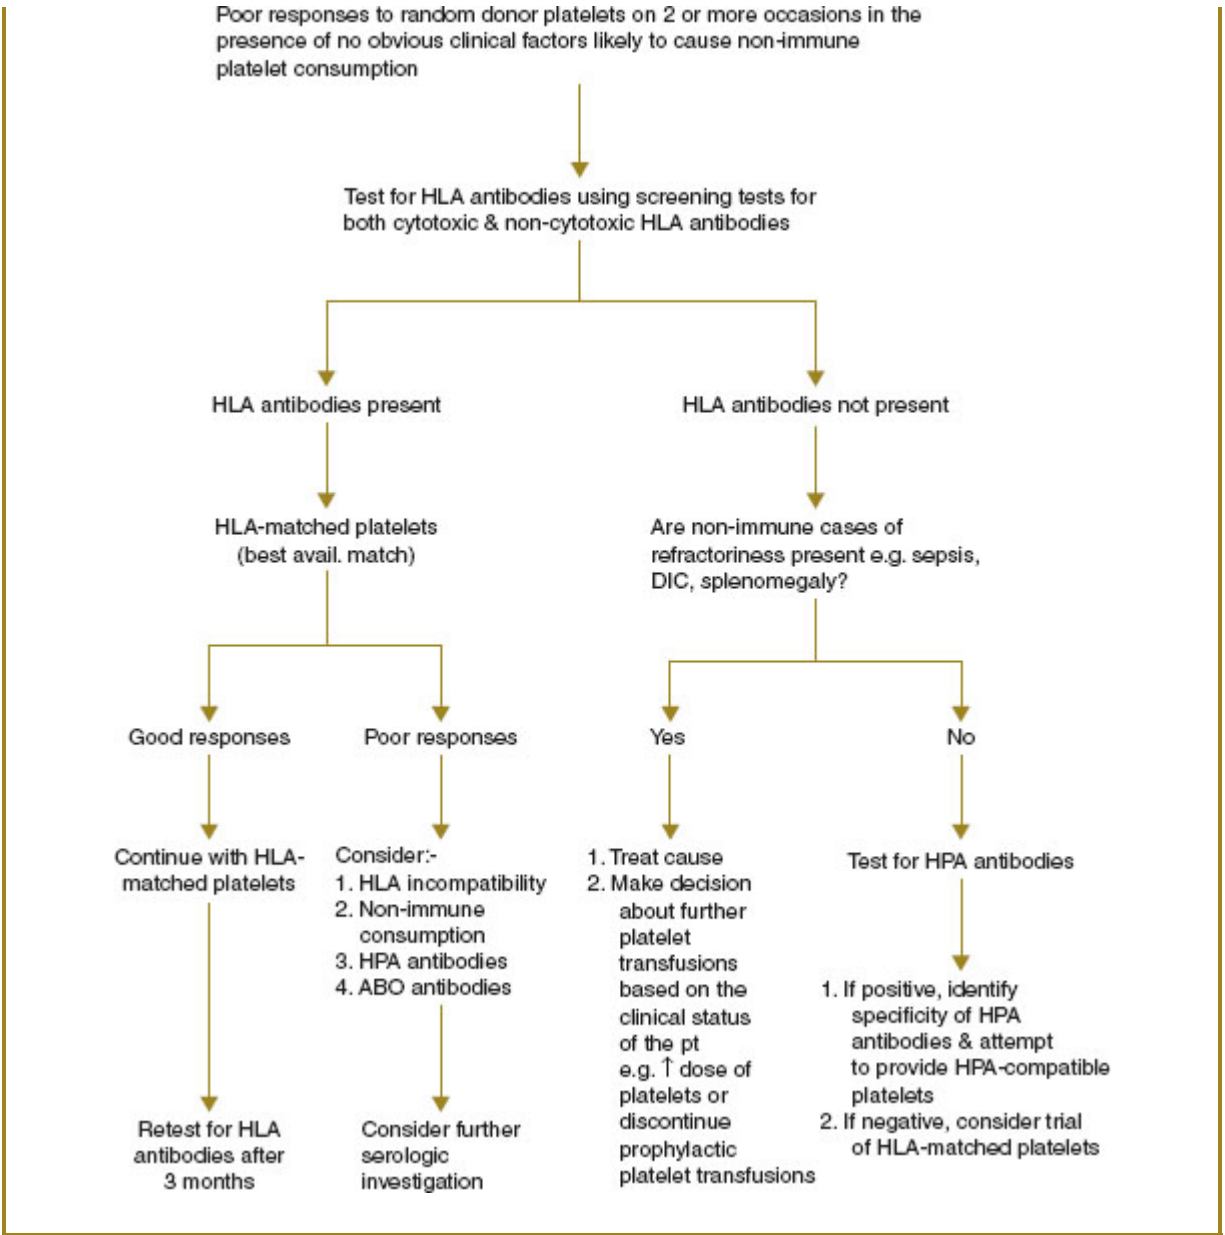 Poor responses to random donor platelets on 2 or more occasions in the
presence of no obvious clinical factors likely to cause non-immune
platelet consumption
Test for HLA antibodies using screening tests for
both cytotoxic & non-cytotoxic HLA antibodies
HLA antibodies present
HLA antibodies not present
HLA-matched platelets
(best avail. match)
Are non-immune cases of
refractoriness present e.g. sepsis,
DIC, splenomegaly?
Good responses
Poor responses
Yes
No
Continue with HLA-
matched platelets
Consider:-
1. HLA incompatibility
2. Non-immune
consumption
3. HPA antibodies
4. ABO antibodies
1. Treat cause
2. Make decision
about further
platelet
transfusions
based on the
clinical status
of the pt
e.g. ↑ dose of
platelets or
discontinue
prophylactic
platelet transfusions
Test for HPA antibodies
1. If positive, identify
specificity of HPA
antibodies & attempt
to provide HPA-compatible
platelets
2. If negative, consider trial
of HLA-matched platelets
Retest for HLA
antibodies after
3 months
Consider further
serologic
investigation